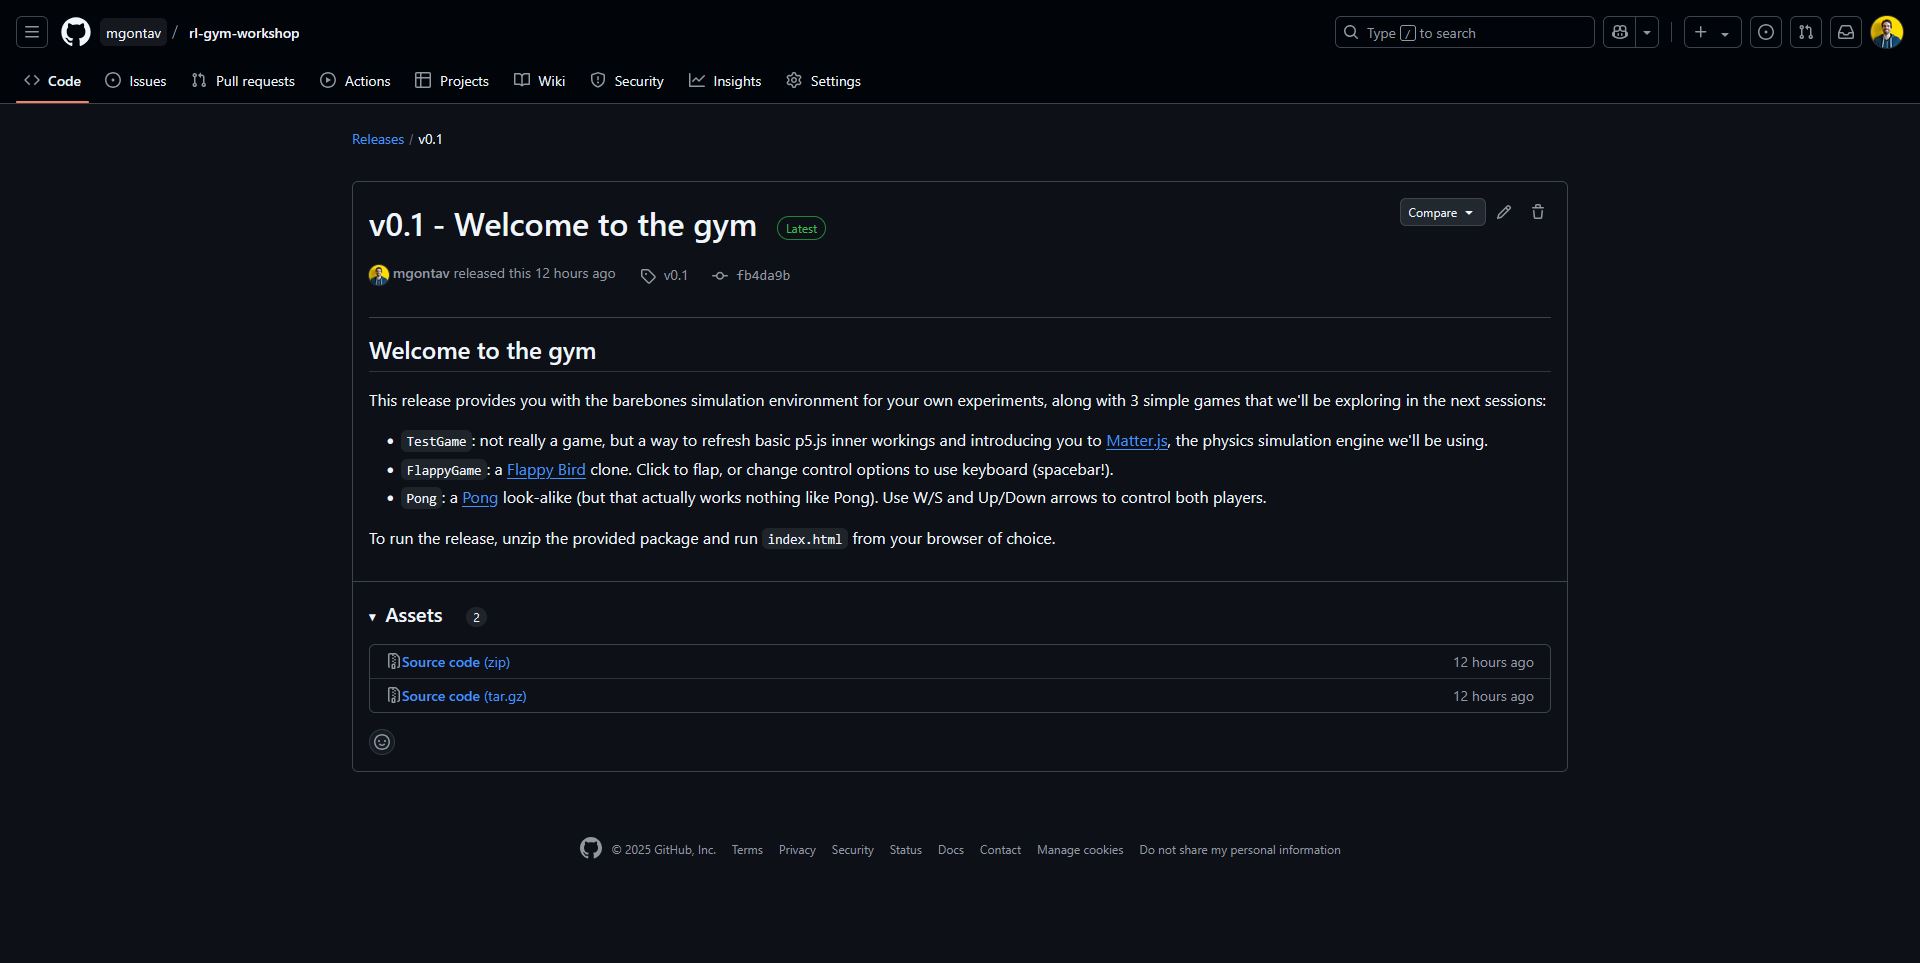 mgontav / rl-gym-workshop
Type / to search
Code Issues Pull requests Actions Projects Wiki Security Insights Settings
Releases / v0.1
v0.1 - Welcome to the gym Latest
Compare
mgontav released this 12 hours ago v0.1 fb4da9b
Welcome to the gym
This release provides you with the barebones simulation environment for your own experiments, along with 3 simple games that we'll be exploring in the next sessions:
• TestGame: not really a game, but a way to refresh basic p5.js inner workings and introducing you to Matter.js, the physics simulation engine we'll be using.
• FlappyGame: a Flappy Bird clone. Click to flap, or change control options to use keyboard (spacebar!).
• Pong: a Pong look-alike (but that actually works nothing like Pong). Use W/S and Up/Down arrows to control both players.
To run the release, unzip the provided package and run index.html from your browser of choice.
Assets 2
Source code (zip) 12 hours ago
Source code (tar.gz) 12 hours ago
© 2025 GitHub, Inc. Terms Privacy Security Status Docs Contact Manage cookies Do not share my personal information